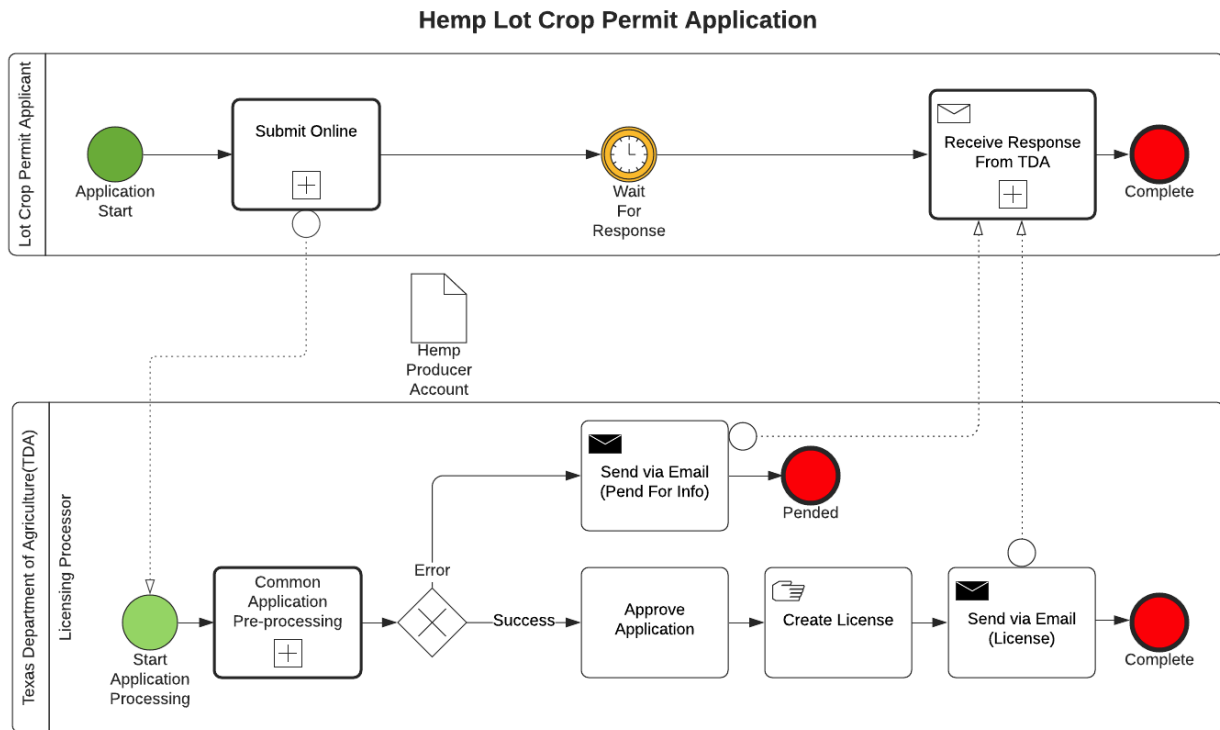 Hemp Lot Crop Permit Application
Lot Crop Permit Applicant
Application
Start
Submit Online
Wait
For
Response
Receive Response
From TDA
Complete
Hemp
Producer
Account
Texas Department of Agriculture(TDA)
Licensing Processor
Start
Application
Processing
Common
Application
Pre-processing
Error
Success
Send via Email
(Pend For Info)
Pended
Approve
Application
Create License
Send via Email
(License)
Complete